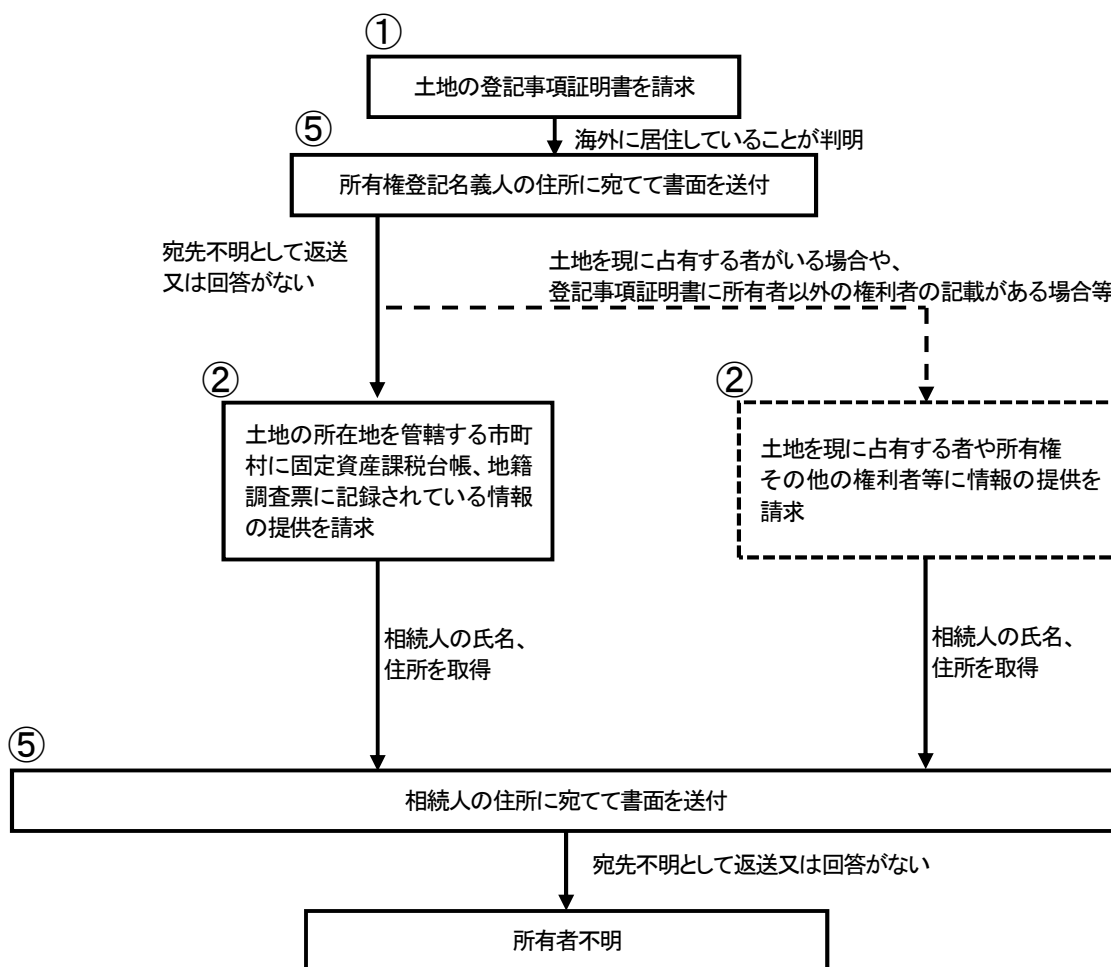 ①
土地の登記事項証明書を請求
⑤
海外に居住していることが判明
所有権登記名義人の住所に宛てて書面を送付
宛先不明として返送
又は回答がない
土地を現に占有する者がいる場合や、
登記事項証明書に所有者以外の権利者の記載がある場合等
②
土地の所在地を管轄する市町
村に固定資産課税台帳、地籍
調査票に記録されている情報
の提供を請求
②
土地を現に占有する者や所有権
その他の権利者等に情報の提供を
請求
相続人の氏名、
住所を取得
相続人の氏名、
住所を取得
⑤
相続人の住所に宛てて書面を送付
宛先不明として返送又は回答がない
所有者不明